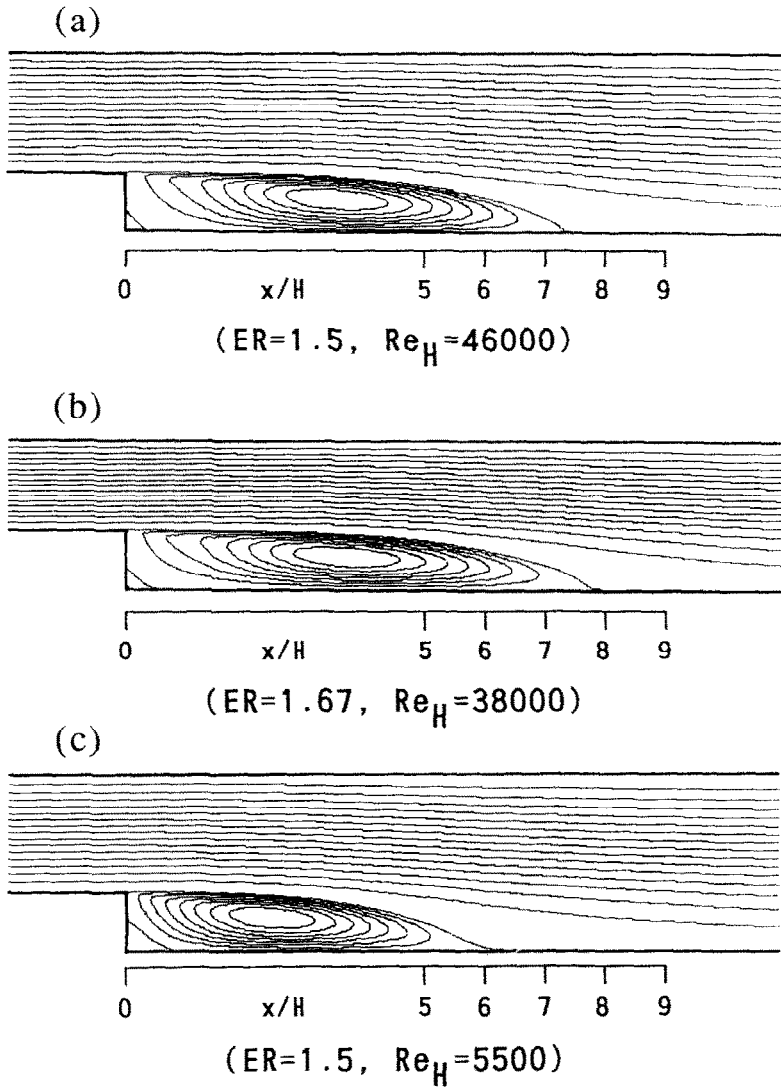 (a)
0 x/H 5 6 7 8 9
(ER=1.5, Re_H=46000)
(b)
0 x/H 5 6 7 8 9
(ER=1.67, Re_H=38000)
(c)
0 x/H 5 6 7 8 9
(ER=1.5, Re_H=5500)